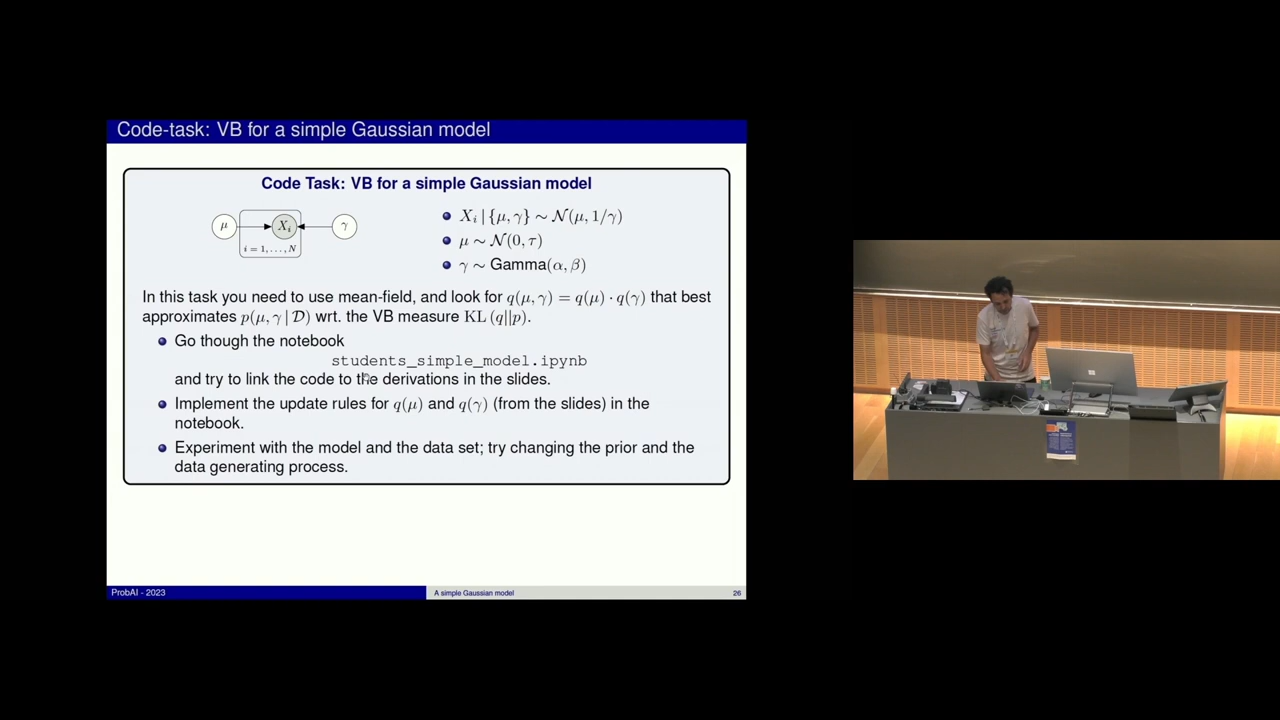 Code-task: VB for a simple Gaussian model
Code Task: VB for a simple Gaussian model
μ
X_i
γ
i = 1, . . . , N
X_i | {μ, γ} ∼ N(μ, 1/γ)
μ ∼ N(0, τ)
γ ∼ Gamma(α, β)
In this task you need to use mean-field, and look for q(μ, γ) = q(μ) · q(γ) that best
approximates p(μ, γ | D) wrt. the VB measure KL (q||p).
Go though the notebook
students_simple_model.ipynb
and try to link the code to the derivations in the slides.
Implement the update rules for q(μ) and q(γ) (from the slides) in the
notebook.
Experiment with the model and the data set; try changing the prior and the
data generating process.
ProbAI - 2023
A simple Gaussian model
26